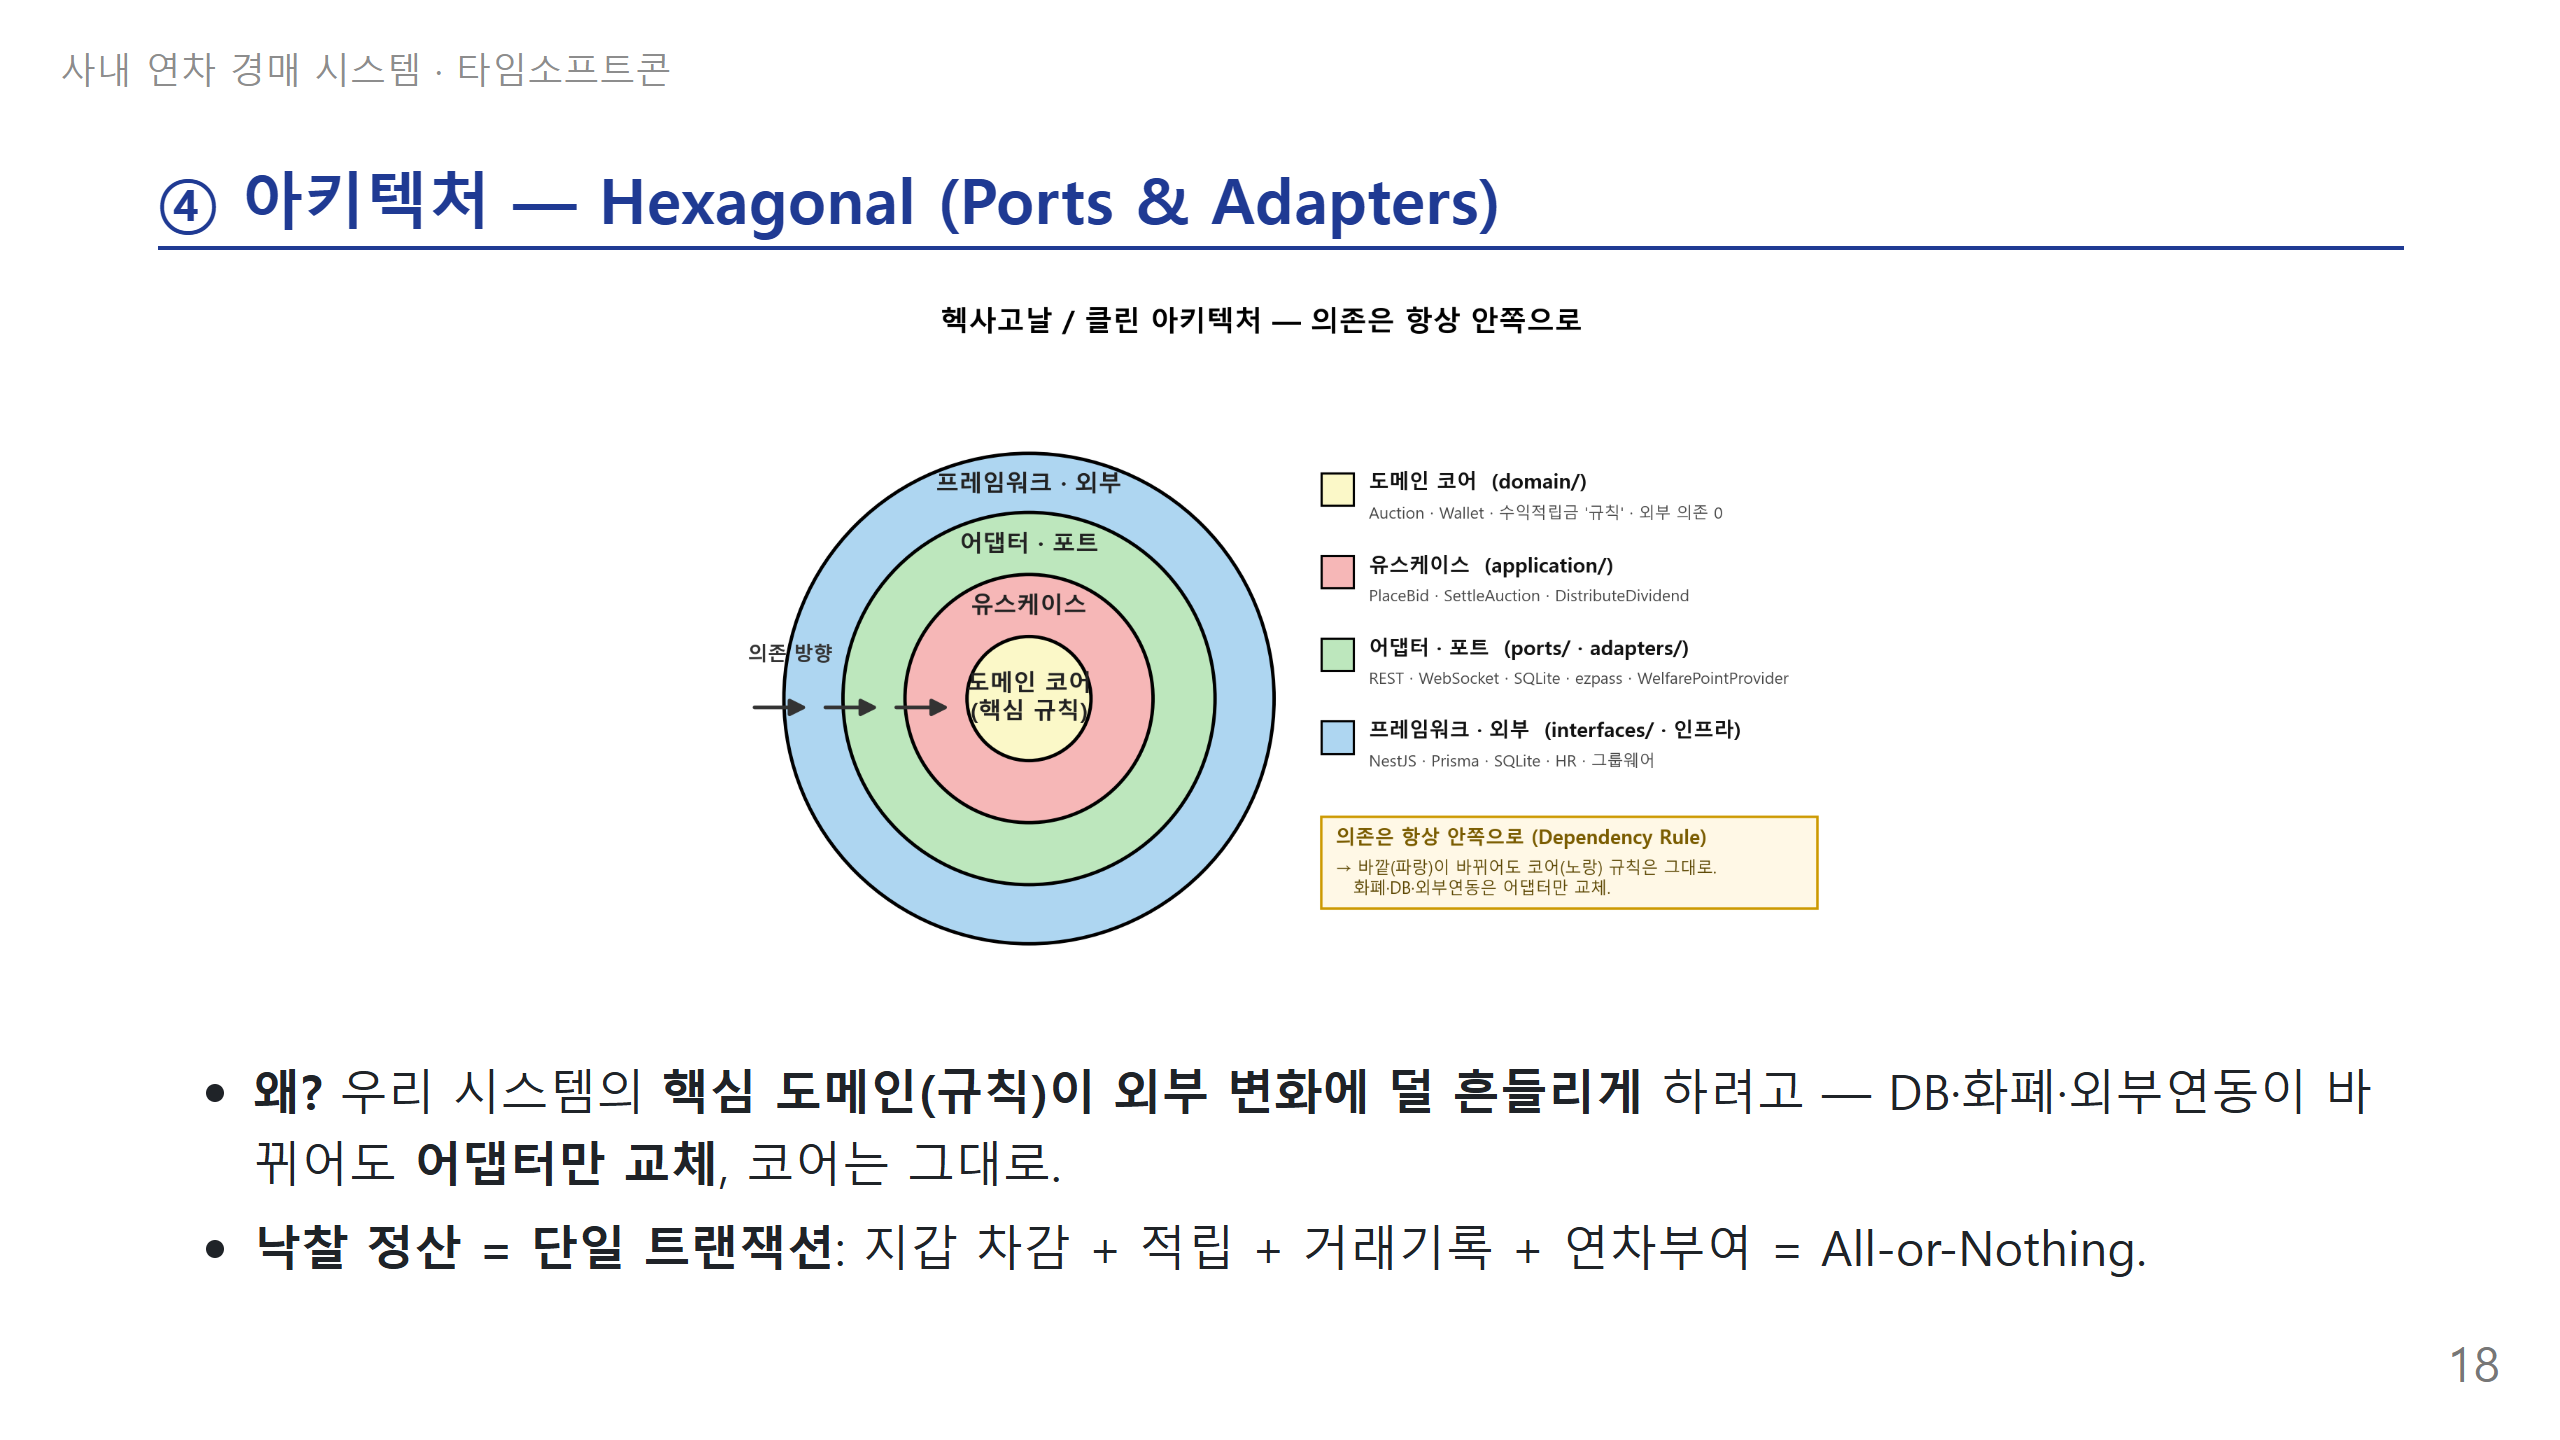 사내 연차 경매 시스템 · 타임소프트콘
④ 아키텍처 — Hexagonal (Ports & Adapters)
헥사고날 / 클린 아키텍처 — 의존은 항상 안쪽으로
프레임워크 · 외부
어댑터 · 포트
유스케이스
의존 방향
도메인 코어
(핵심 규칙)
도메인 코어 (domain/)
Auction · Wallet · 수익적립금 '규칙' · 외부 의존 0
유스케이스 (application/)
PlaceBid · SettleAuction · DistributeDividend
어댑터 · 포트 (ports/ · adapters/)
REST · WebSocket · SQLite · ezpass · WelfarePointProvider
프레임워크 · 외부 (interfaces/ · 인프라)
NestJS · Prisma · SQLite · HR · 그룹웨어
의존은 항상 안쪽으로 (Dependency Rule)
→ 바깥(파랑)이 바뀌어도 코어(노랑) 규칙은 그대로.
화폐·DB·외부연동은 어댑터만 교체.
• 왜? 우리 시스템의 핵심 도메인(규칙)이 외부 변화에 덜 흔들리게 하려고 — DB·화폐·외부연동이 바
뀌어도 어댑터만 교체, 코어는 그대로.
• 낙찰 정산 = 단일 트랜잭션: 지갑 차감 + 적립 + 거래기록 + 연차부여 = All-or-Nothing.
18